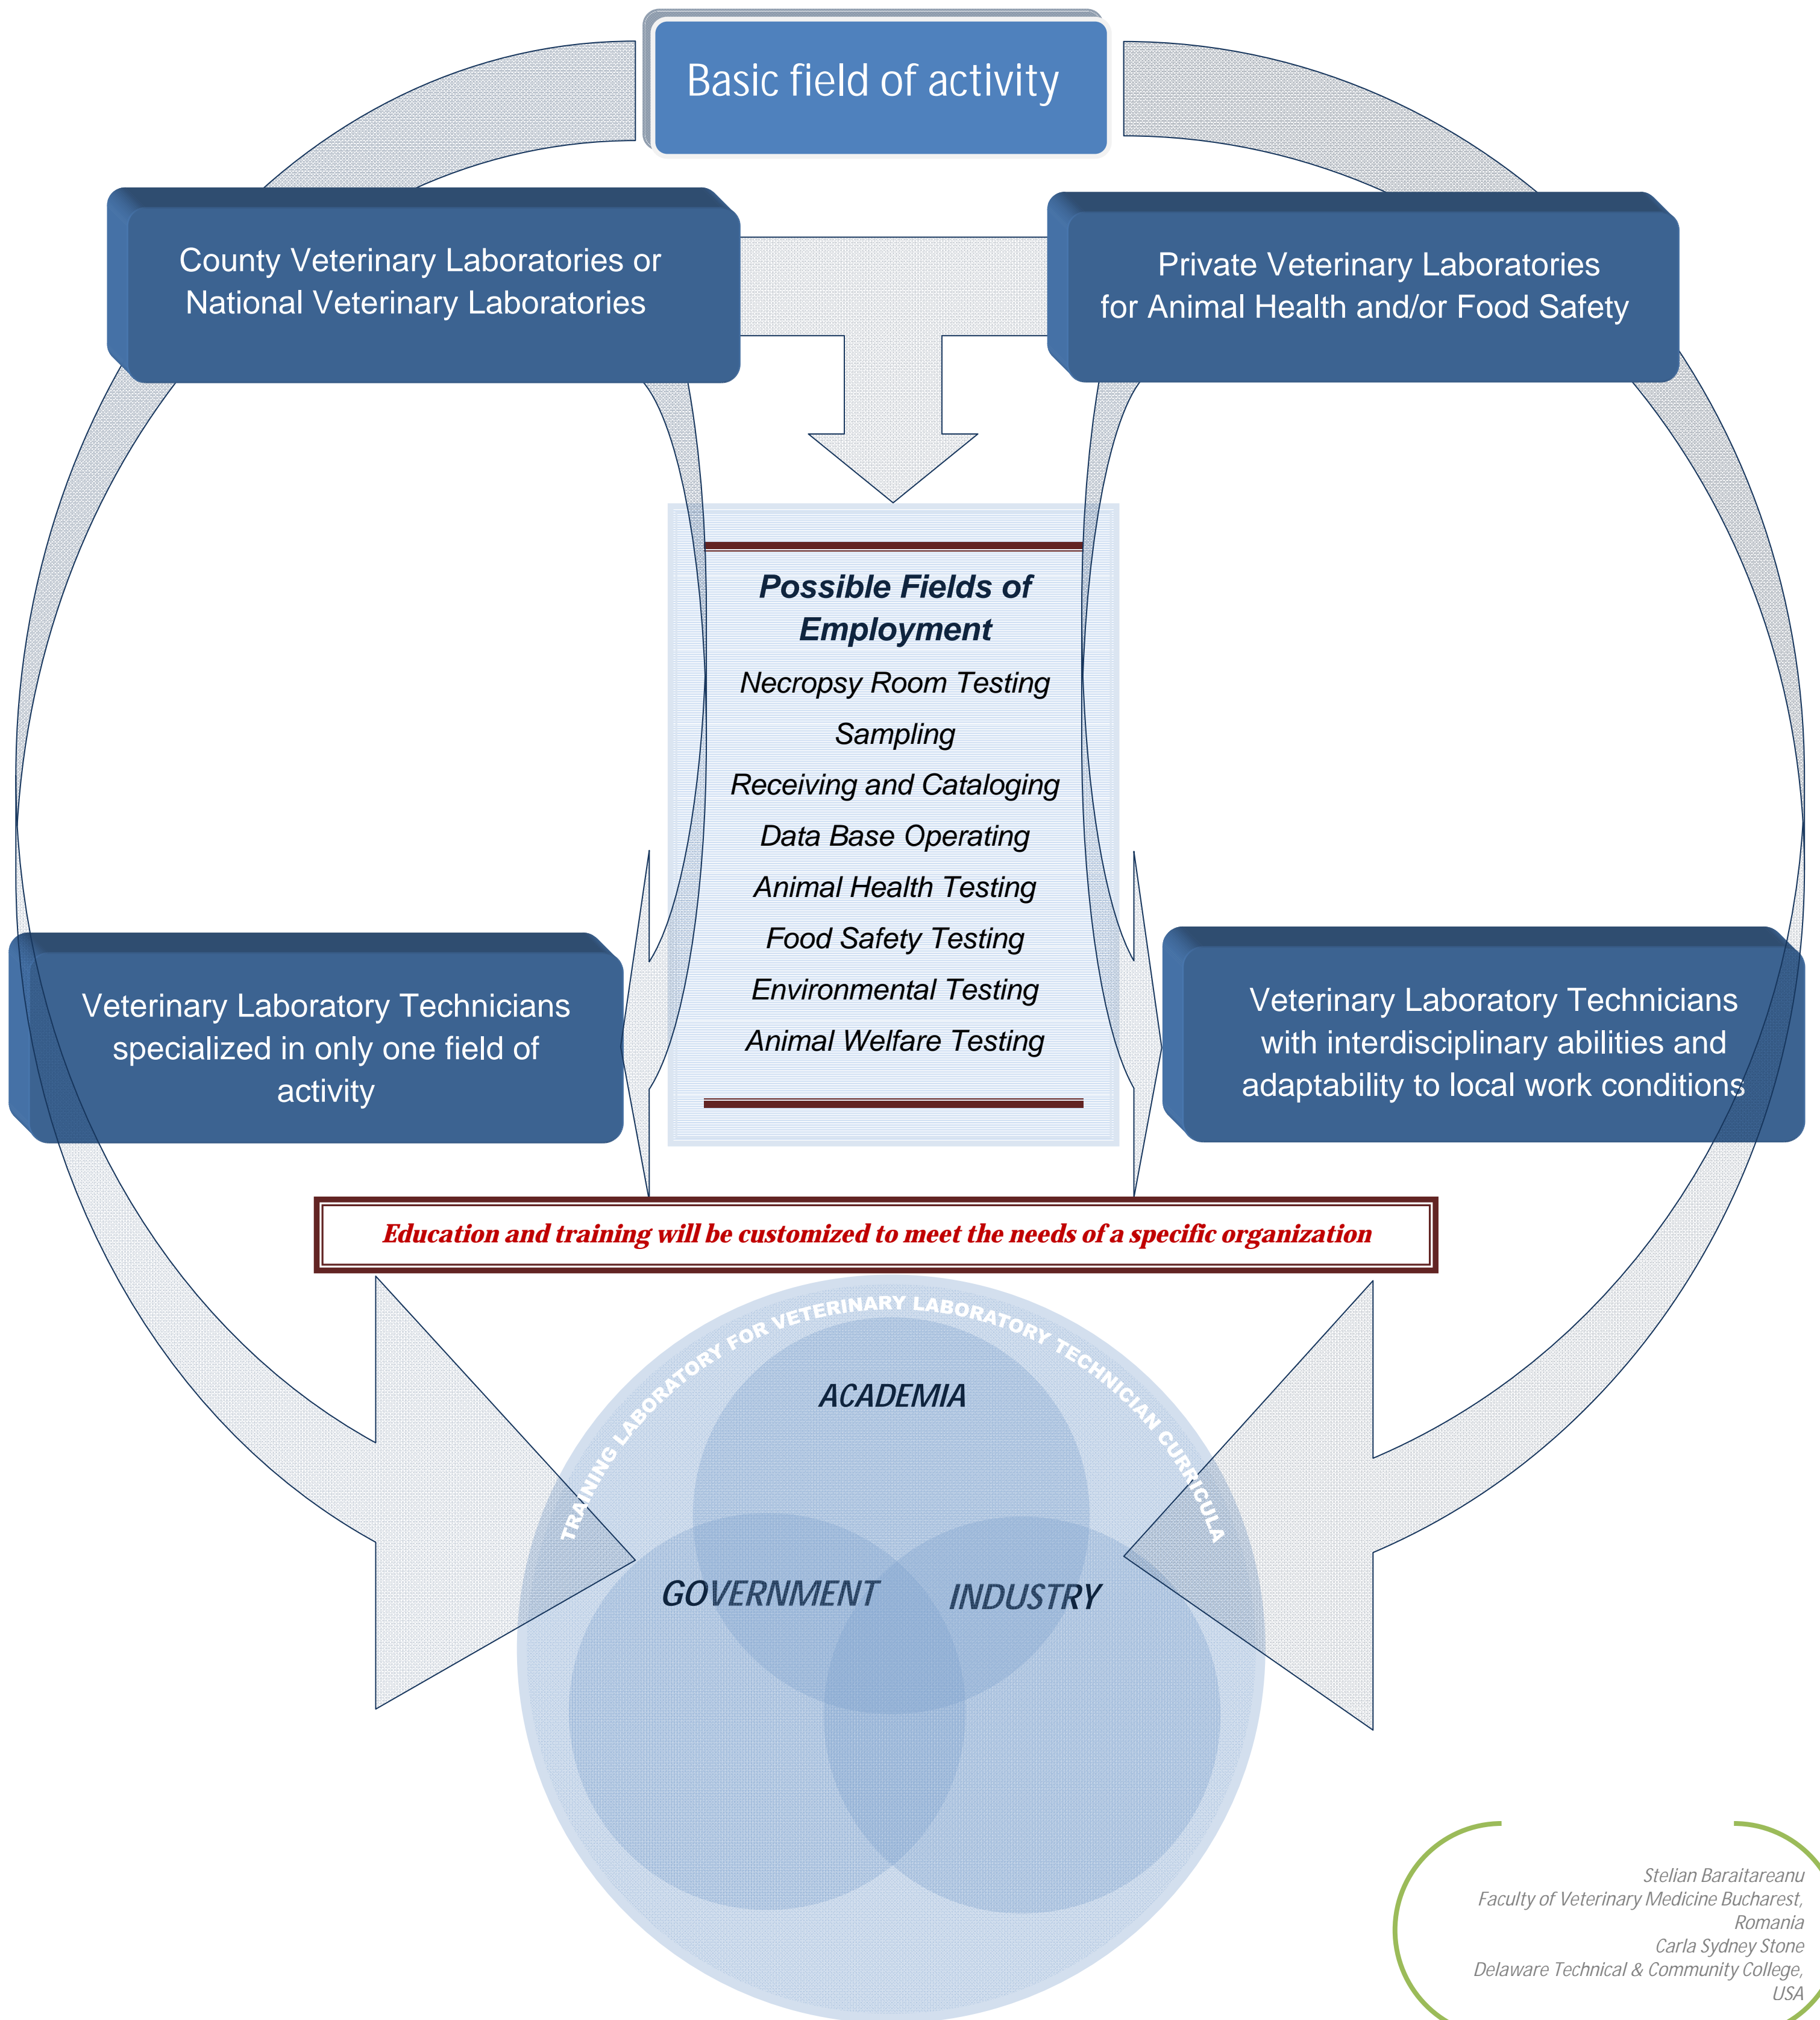 Basic field of activity
County Veterinary Laboratories or
National Veterinary Laboratories
Private Veterinary Laboratories
for Animal Health and/or Food Safety
Possible Fields of
Employment
Necropsy Room Testing
Sampling
Receiving and Cataloging
Data Base Operating
Animal Health Testing
Food Safety Testing
Environmental Testing
Animal Welfare Testing
Veterinary Laboratory Technicians
specialized in only one field of
activity
Veterinary Laboratory Technicians
with interdisciplinary abilities and
adaptability to local work conditions
Education and training will be customized to meet the needs of a specific organization
TRAINING LABORATORY FOR VETERINARY LABORATORY TECHNICIAN CURRICULA
ACADEMIA
GOVERNMENT
INDUSTRY
Stelian Baraitareanu
Faculty of Veterinary Medicine Bucharest,
Romania
Carla Sydney Stone
Delaware Technical & Community College,
USA